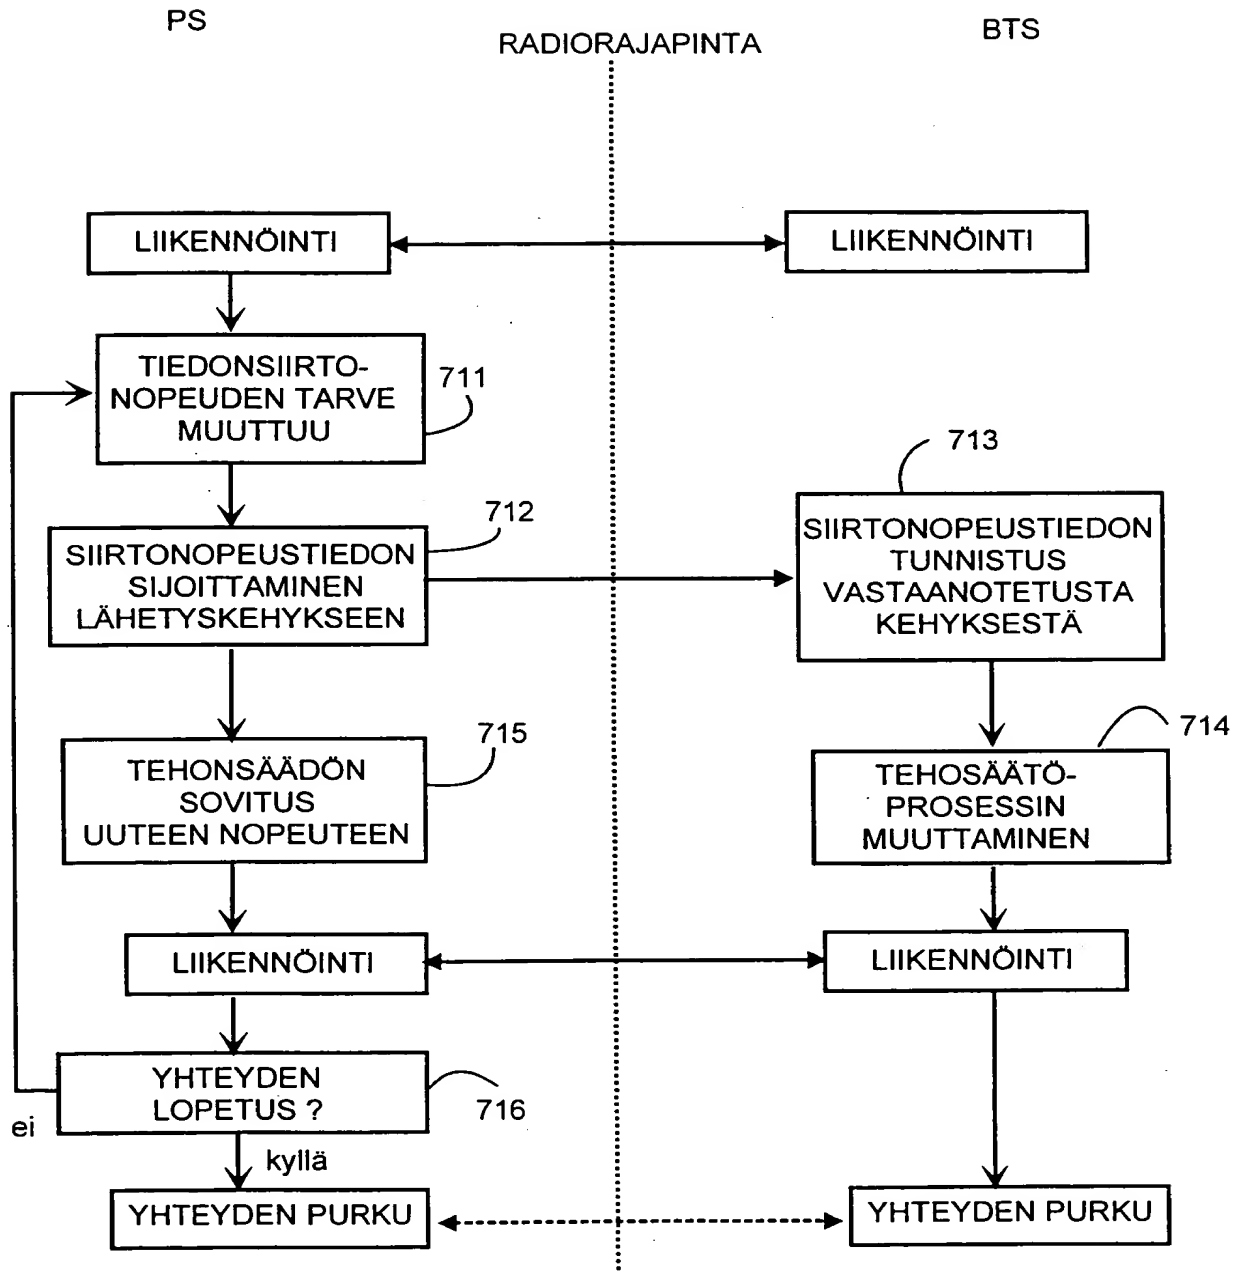 PS
RADIORAJAPINTA
BTS
LIIKENNÖINTI
LIIKENNÖINTI
TIEDONSIIRTO-
NOPEUDEN TARVE
MUUTTUU
711
713
712
SIIRTONOPEUSTIEDON
SIJOITTAMINEN
LÄHETYSKEHYKSEEN
SIIRTONOPEUSTIEDON
TUNNISTUS
VASTAANOTETUSTA
KEHYKSESTÄ
715
714
TEHONSÄÄDÖN
SOVITUS
UUTEEN NOPEUTEEN
TEHOSÄÄTÖ-
PROSESSIN
MUUTTAMINEN
LIIKENNÖINTI
LIIKENNÖINTI
YHTEYDEN
LOPETUS ?
716
ei
kyllä
YHTEYDEN PURKU
YHTEYDEN PURKU